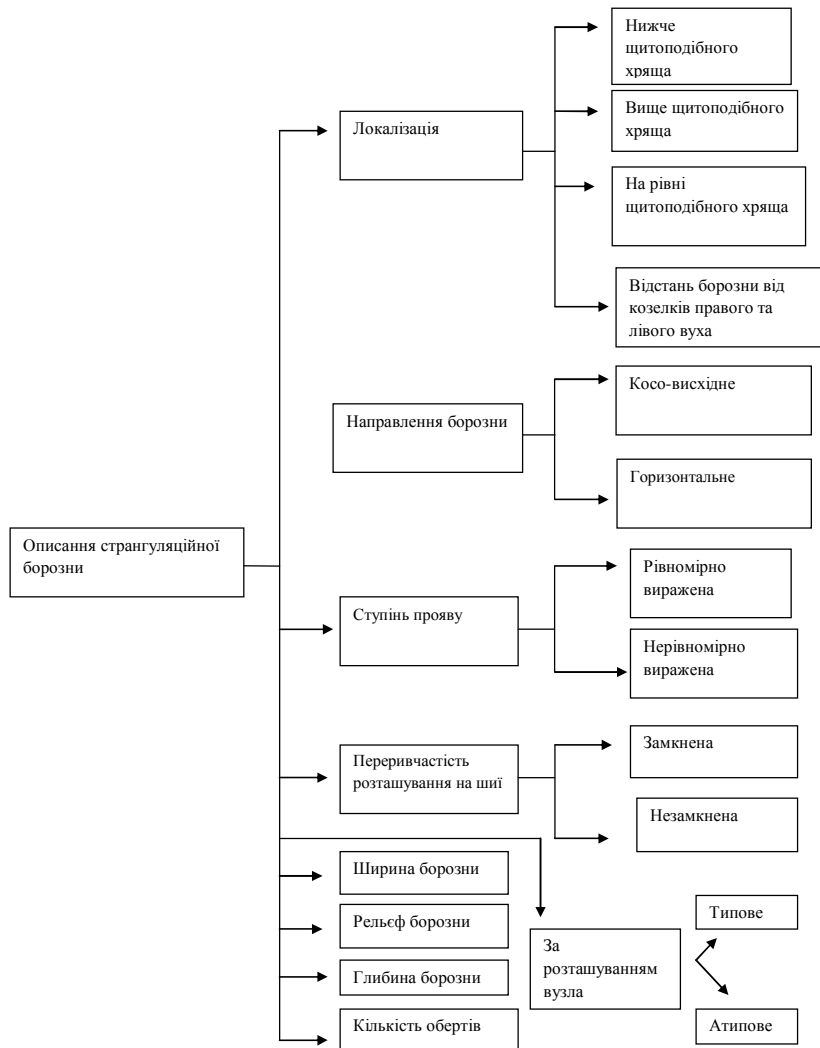 Нижче
щитоподібного
хряща
Локалізація
Вище щитоподібного
хряща
На рівні
щитоподібного хряща
Відстань борозни від
козелків правого та
лівого вуха
Направлення борозни
Косо-висхідне
Горизонтальне
Описання странгуляційної
борозни
Ступінь прояву
Рівномірно
виражена
Нерівномірно
виражена
Переривчастість
розташування на шиї
Замкнена
Незамкнена
Ширина борозни
Рельєф борозни
Глибина борозни
Кількість обертів
За
розташуванням
вузла
Типове
Атипове